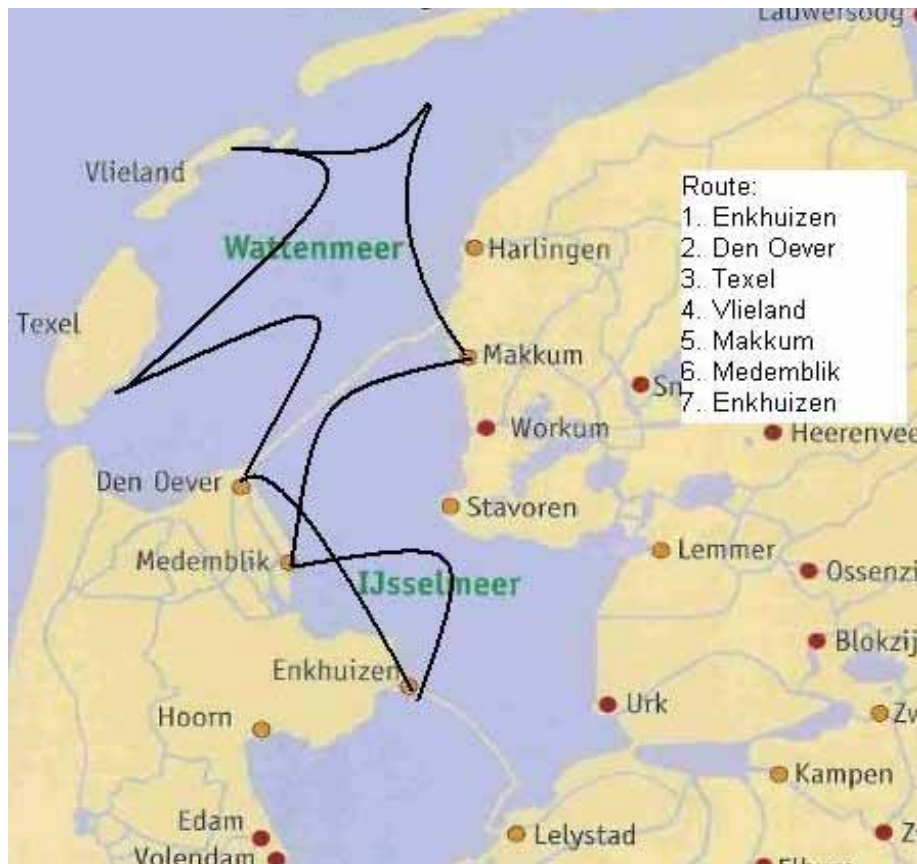 Lauwersoog
Vlieland
Route:
1. Enkhuizen
2. Den Oever
3. Texel
4. Vlieland
5. Makkum
6. Medemblik
7. Enkhuizen
Wattenmeer
Harlingen
Texel
Makkum
Sn
Workum
Heerenvee
Den Oever
Stavoren
Medemblik
Lemmer
IJsselmeer
Ossenzi
Blokzij
Enkhuizen
Urk
Hoorn
Zw
Kampen
Edam
Lelystad
Z
Volendam